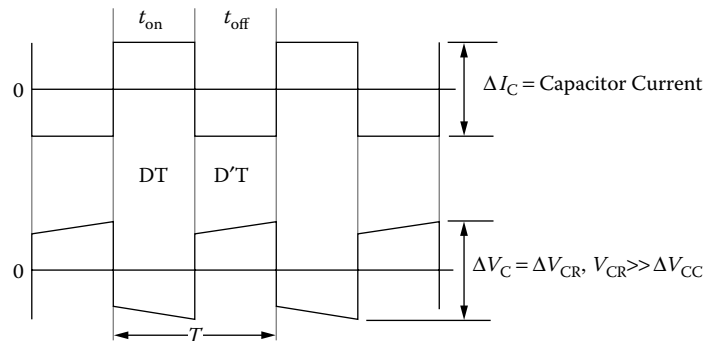 t_on t_off
0
ΔI_C = Capacitor Current
DT D'T
0
ΔV_C = ΔV_CR, V_CR>> ΔV_CC
T